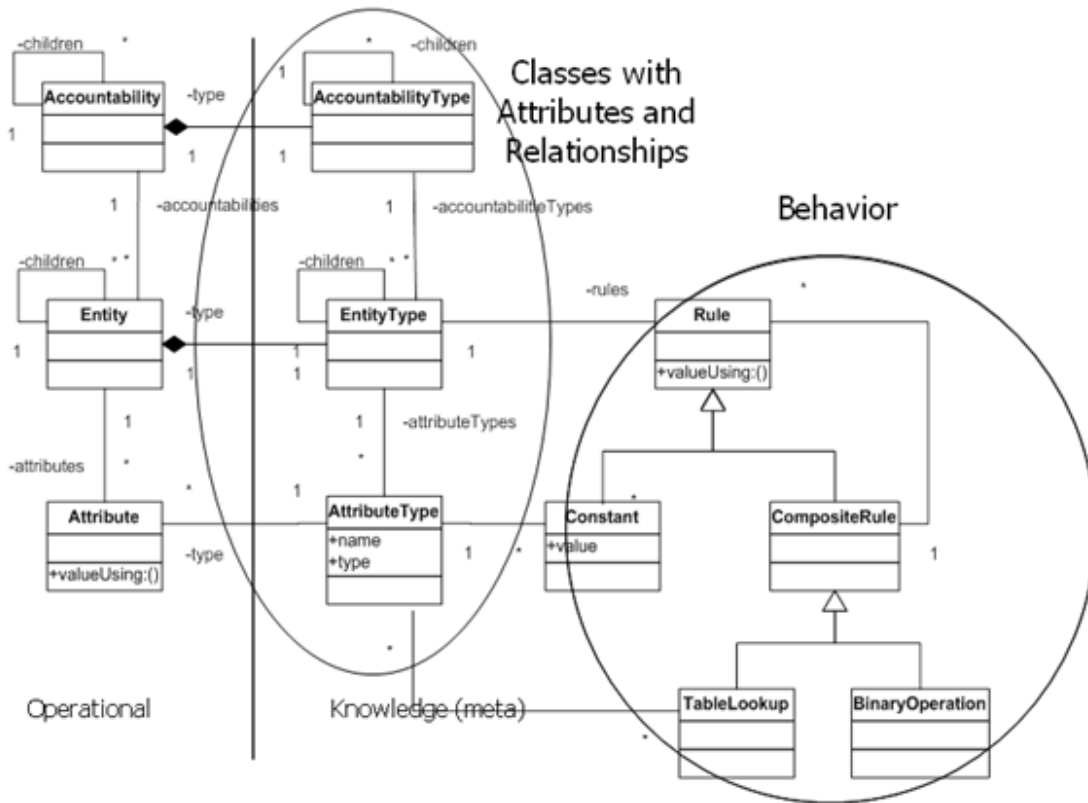 -children
*
*
-children
Classes with
Attributes and
Relationships
1
Accountability
-type
AccountabilityType
1
1
1
1
-accountabilities
1
-accountabilitleTypes
Behavior
-children
* *
-children
* *
-rules
*
Entity
-type
EntityType
Rule
1
1
1
1
1
+valueUsing:()
1
1
-attributeTypes
-attributes
*
*
*
1
*
Attribute
AttributeType
Constant
CompositeRule
+valueUsing:()
-type
+name
+type
1
*
+value
1
*
Operational
Knowledge (meta)
TableLookup
BinaryOperation
*